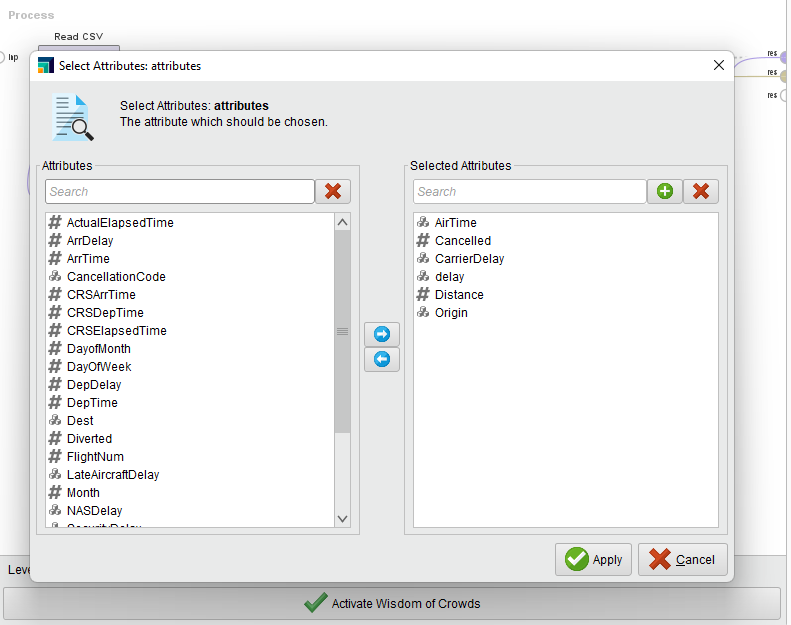 Process
Read CSV
inp
res
res
res
Select Attributes: attributes
Select Attributes: attributes
The attribute which should be chosen.
Attributes
Search
ActualElapsedTime
ArrDelay
ArrTime
CancellationCode
CRSArrTime
CRSDepTime
CRSElapsedTime
DayofMonth
DayOfWeek
DepDelay
DepTime
Dest
Diverted
FlightNum
LateAircraftDelay
Month
NASDelay
SecurityDelay
Selected Attributes
Search
AirTime
Cancelled
CarrierDelay
delay
Distance
Origin
Apply
Cancel
Leve
Activate Wisdom of Crowds